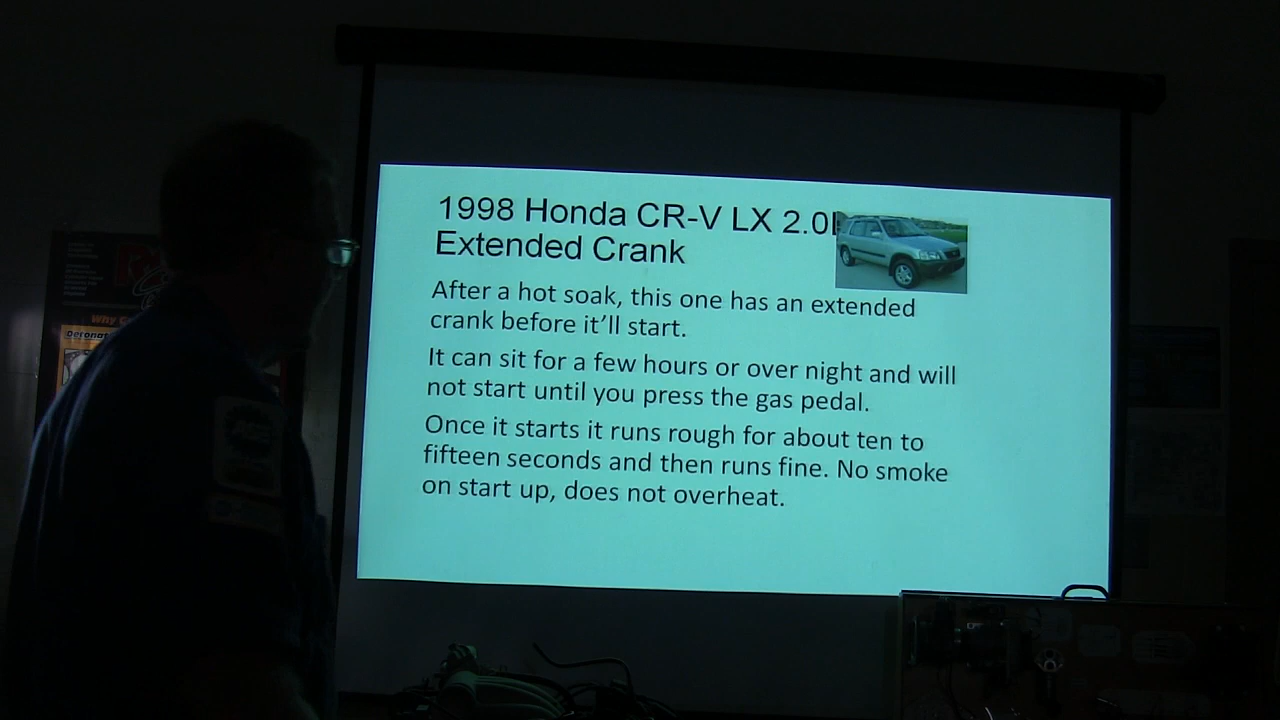 1998 Honda CR-V LX 2.0l
Extended Crank
After a hot soak, this one has an extended
crank before it'll start.
It can sit for a few hours or over night and will
not start until you press the gas pedal.
Once it starts it runs rough for about ten to
fifteen seconds and then runs fine. No smoke
on start up, does not overheat.
Why